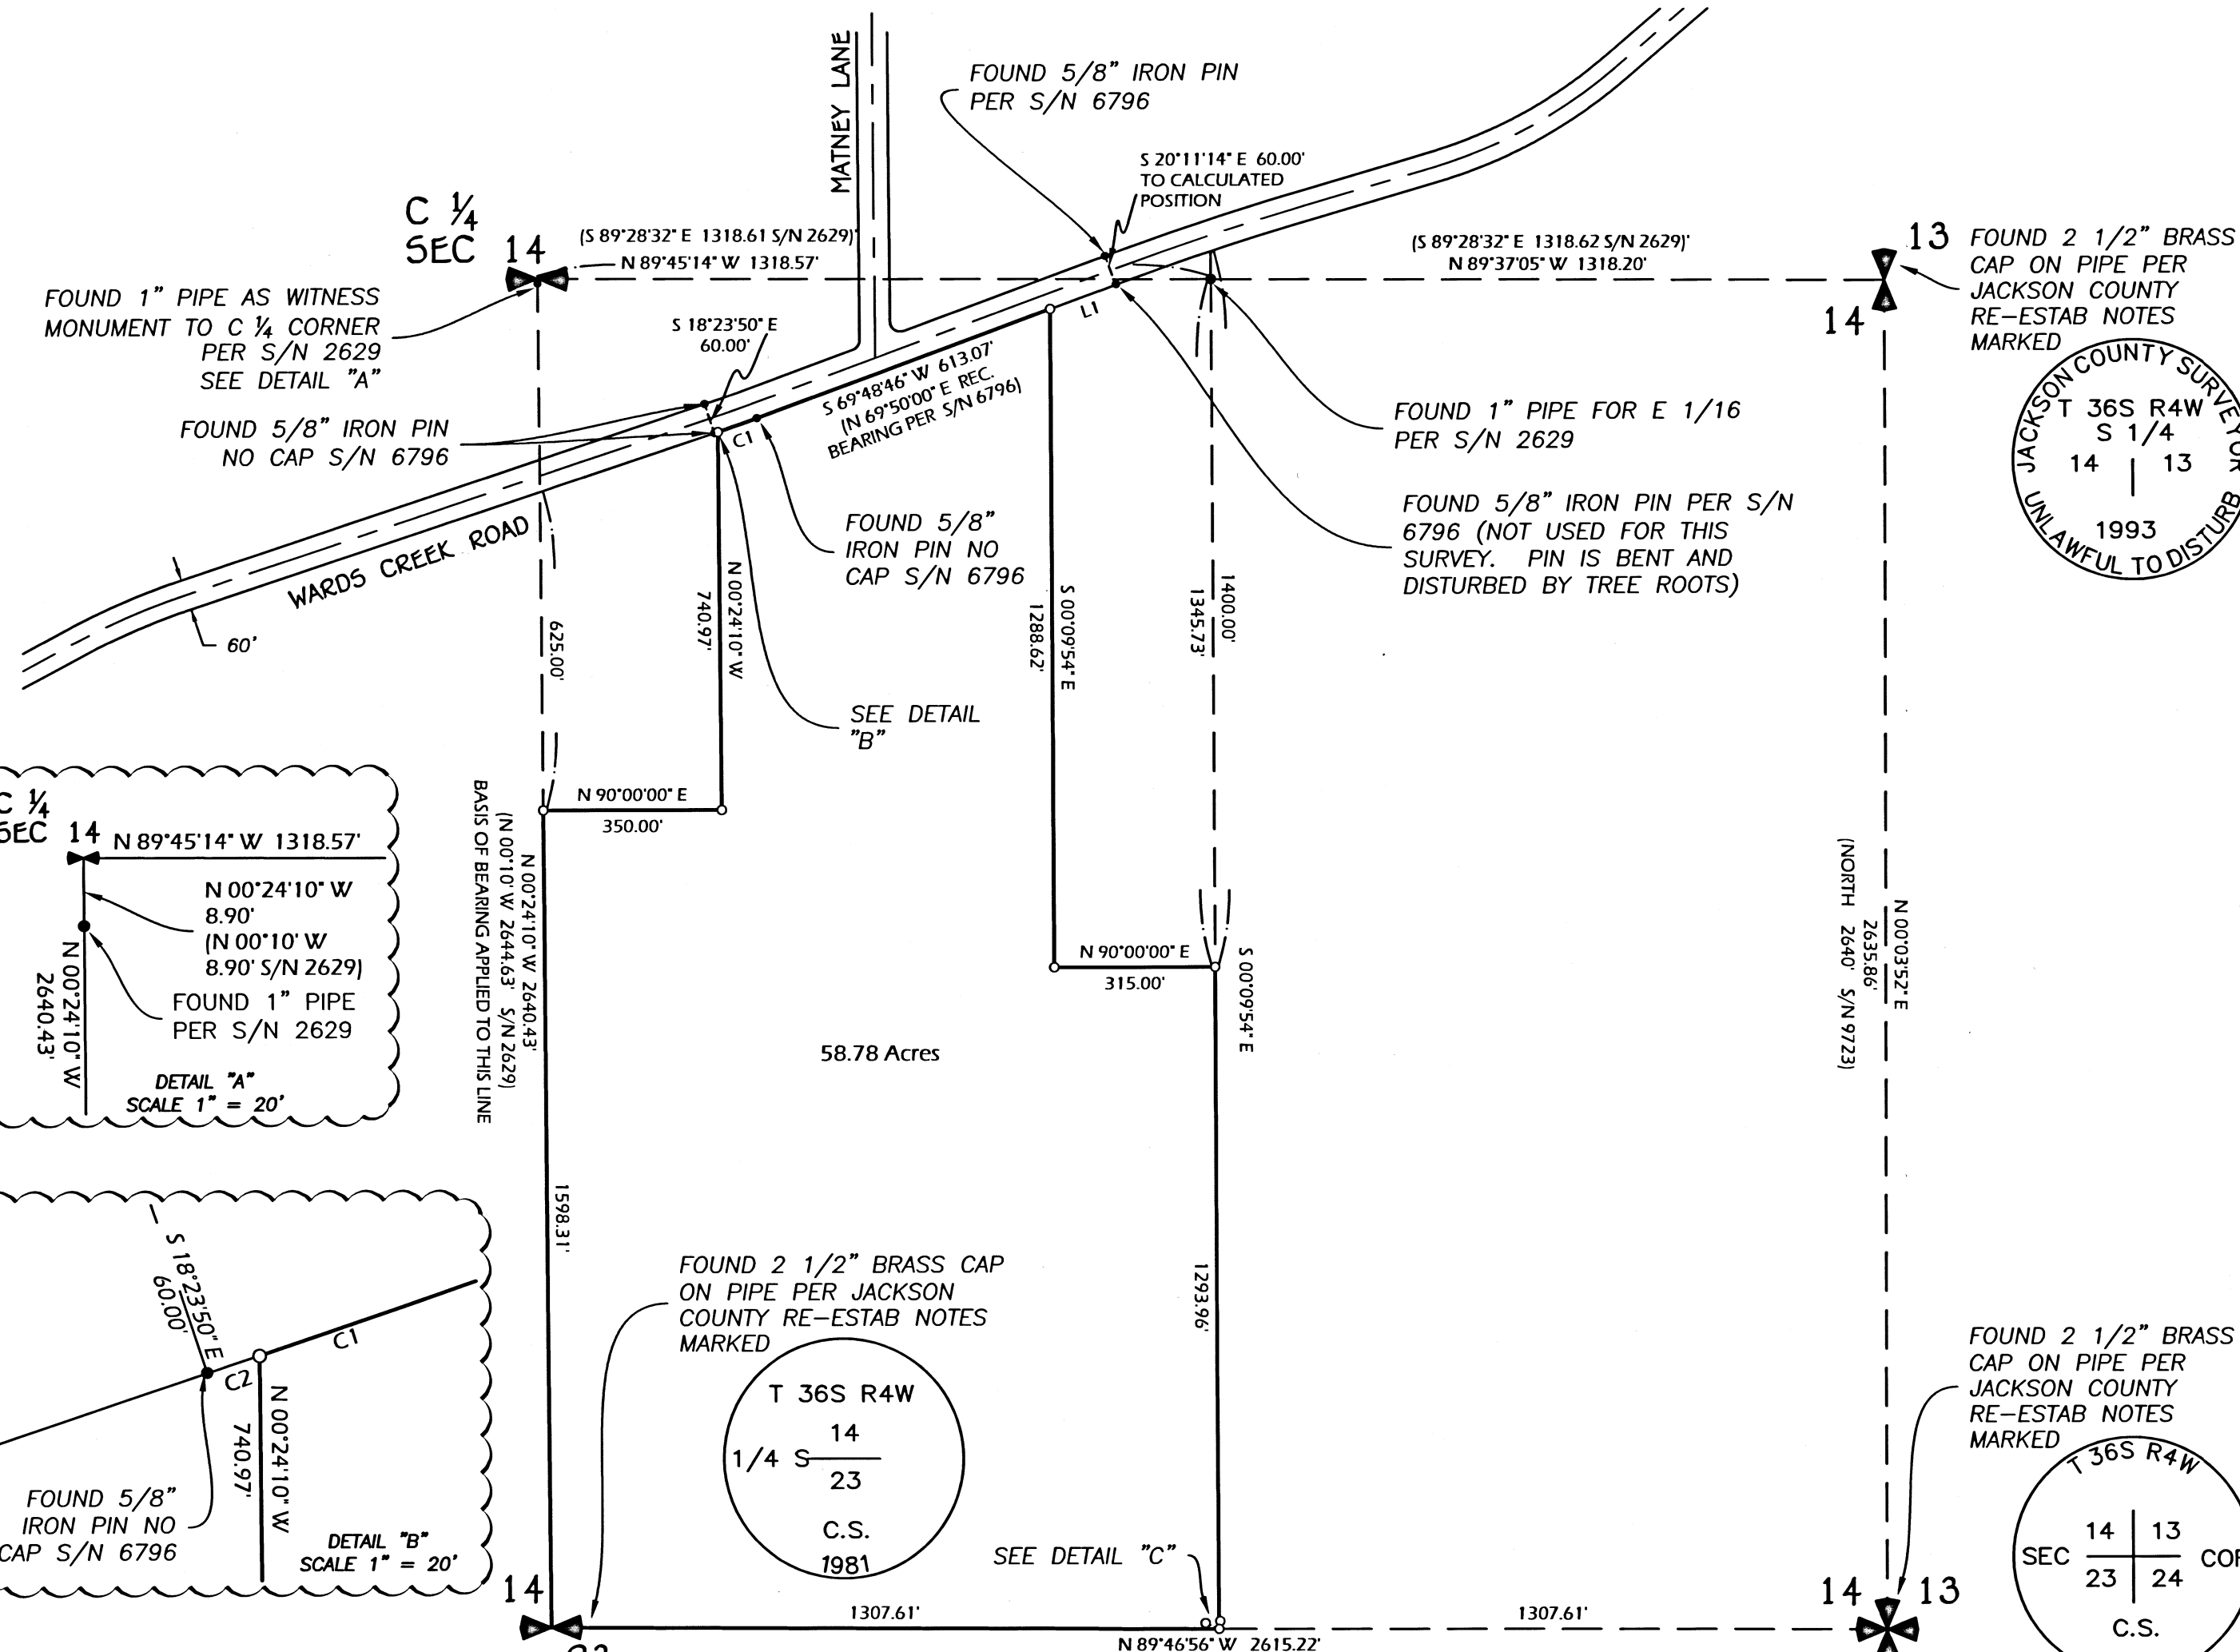 MATNEY LANE
FOUND 5/8" IRON PIN
PER S/N 6796
S 20°11'14" E 60.00'
TO CALCULATED
POSITION
C ¼
SEC 14
(S 89°28'32" E 1318.61 S/N 2629)'
N 89°45'14" W 1318.57'
(S 89°28'32" E 1318.62 S/N 2629)'
N 89°37'05" W 1318.20'
13
14
FOUND 2 1/2" BRASS
CAP ON PIPE PER
JACKSON COUNTY
RE-ESTAB NOTES
MARKED
JACKSON COUNTY SURVEYOR
T 36S R4W
S 1/4
14 | 13
1993
UNLAWFUL TO DISTURB
FOUND 1" PIPE AS WITNESS
MONUMENT TO C ¼ CORNER
PER S/N 2629
SEE DETAIL "A"
S 18°23'50" E
60.00'
L1
S 69°48'46" W 613.07'
(N 69°50'00" E REC.
BEARING PER S/N 6796)
C1
FOUND 5/8" IRON PIN
NO CAP S/N 6796
FOUND 1" PIPE FOR E 1/16
PER S/N 2629
FOUND 5/8" IRON PIN PER S/N
6796 (NOT USED FOR THIS
SURVEY. PIN IS BENT AND
DISTURBED BY TREE ROOTS)
FOUND 5/8"
IRON PIN NO
CAP S/N 6796
WARDS CREEK ROAD
60'
625.00'
N 00°24'10" W
740.97'
S 00°09'54" E
1288.62'
1400.00'
1345.73'
SEE DETAIL
"B"
N 90°00'00" E
350.00'
N 00°24'10" W 2640.43'
(N 00°10' W 2644.63' S/N 2629)
BASIS OF BEARING APPLIED TO THIS LINE
N 90°00'00" E
315.00'
S 00°09'54" E
N 00°03'52" E
2635.86'
(NORTH 2640' S/N 9723)
58.78 Acres
C ¼
SEC 14
N 89°45'14" W 1318.57'
N 00°24'10" W
8.90'
(N 00°10' W
8.90' S/N 2629)
FOUND 1" PIPE
PER S/N 2629
N 00°24'10" W
2640.43'
DETAIL "A"
SCALE 1" = 20'
1598.31'
1293.96'
S 18°23'50" E
60.00'
C1
C2
N 00°24'10" W
740.97'
FOUND 5/8"
IRON PIN NO
CAP S/N 6796
DETAIL "B"
SCALE 1" = 20'
FOUND 2 1/2" BRASS CAP
ON PIPE PER JACKSON
COUNTY RE-ESTAB NOTES
MARKED
T 36S R4W
14
1/4 S
23
C.S.
1981
SEE DETAIL "C"
14
1307.61'
N 89°46'56" W 2615.22'
1307.61'
14 13
FOUND 2 1/2" BRASS
CAP ON PIPE PER
JACKSON COUNTY
RE-ESTAB NOTES
MARKED
T 36S R4W
14 | 13
SEC COR
23 | 24
C.S.